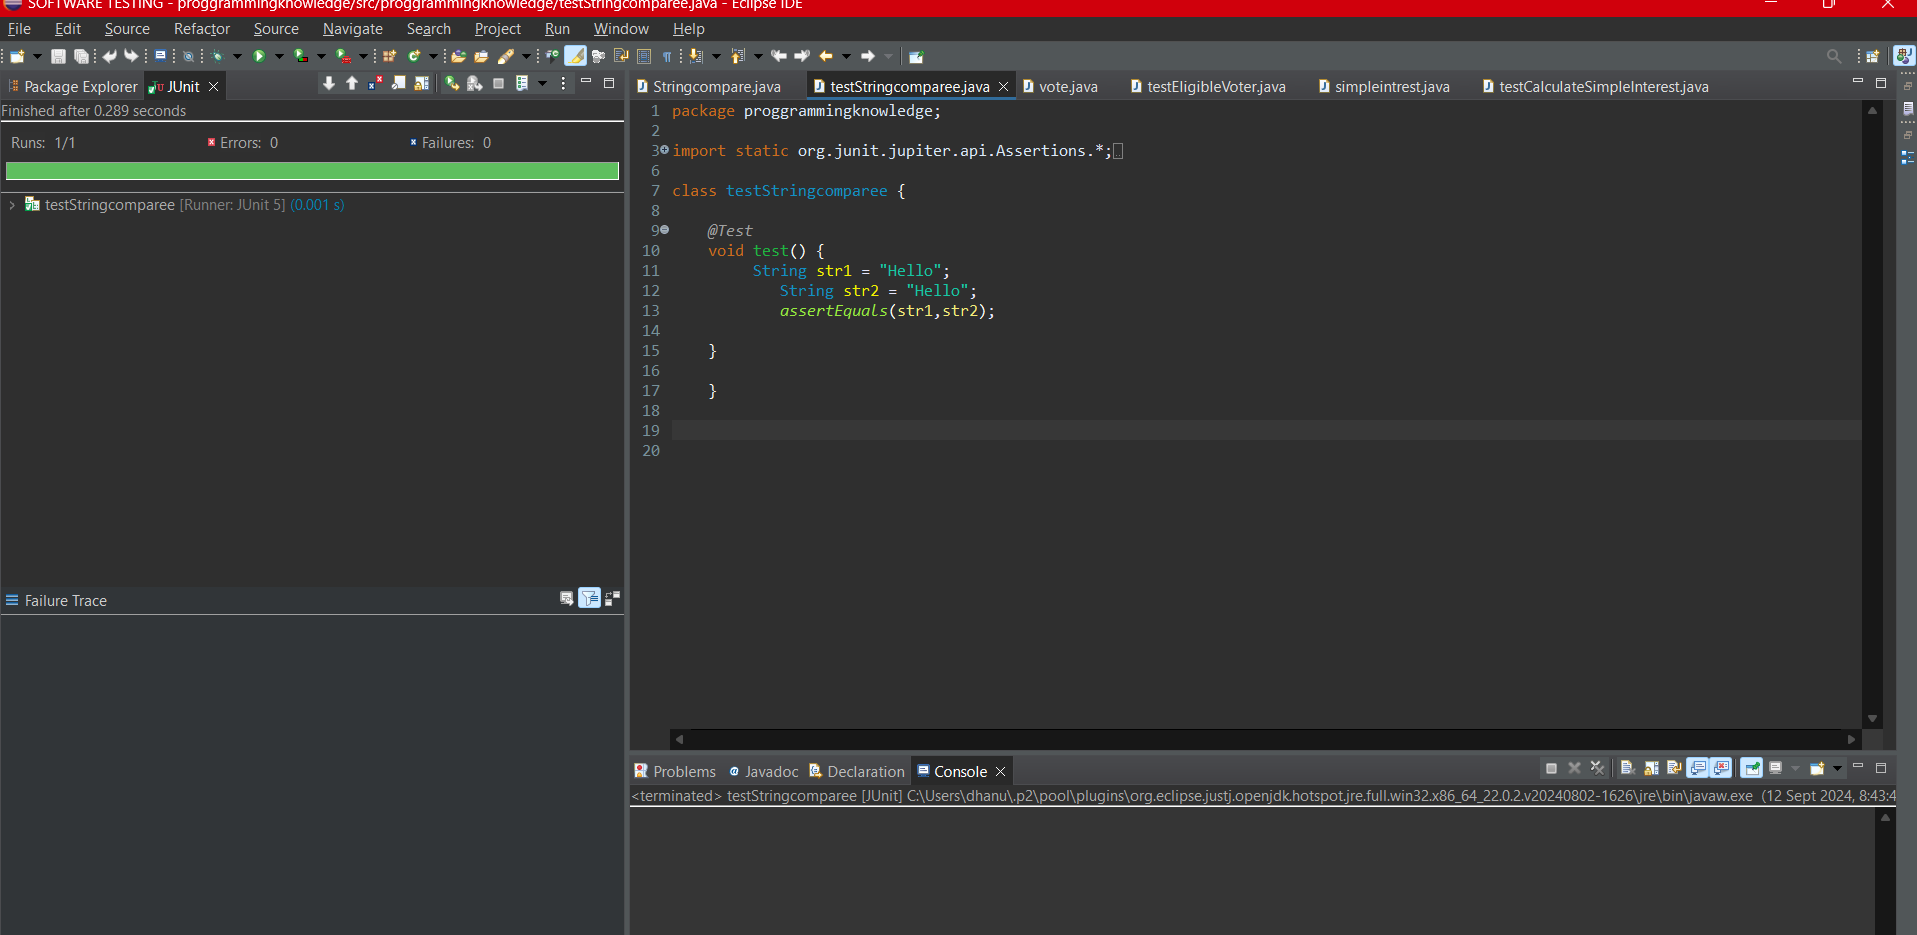 SOFTWARE TESTING - proggrammingknowledge/src/proggrammingknowledge/testStringcomparee.java - Eclipse IDE
File Edit Source Refactor Source Navigate Search Project Run Window Help
Package Explorer JUnit
Finished after 0.289 seconds
Runs: 1/1 Errors: 0 Failures: 0
testStringcomparee [Runner: JUnit 5] (0.001 s)
Failure Trace
Stringcompare.java testStringcomparee.java vote.java testEligibleVoter.java simpleintrest.java testCalculateSimpleInterest.java
1 package proggrammingknowledge;
2
3 import static org.junit.jupiter.api.Assertions.*;
6
7 class testStringcomparee {
8
9 @Test
10 void test() {
11 String str1 = "Hello";
12 String str2 = "Hello";
13 assertEquals(str1,str2);
14
15 }
16
17 }
18
19
20
Problems Javadoc Declaration Console
<terminated> testStringcomparee [JUnit] C:\Users\dhanu\.p2\pool\plugins\org.eclipse.justj.openjdk.hotspot.jre.full.win32.x86_64_22.0.2.v20240802-1626\jre\bin\javaw.exe (12 Sept 2024, 8:43:4